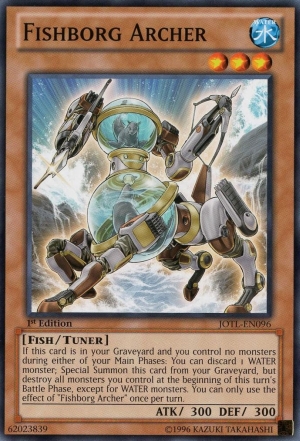 Fishborg Archer
WATER
水
1st Edition
JOTL-EN096
[Fish/Tuner]
If this card is in your Graveyard and you control no monsters
during either of your Main Phases: You can discard 1 WATER
monster; Special Summon this card from your Graveyard, but
destroy all monsters you control at the beginning of this turn's
Battle Phase, except for WATER monsters. You can only use the
effect of "Fishborg Archer" once per turn.
ATK/ 300 DEF/ 300
62023839
©1996 KAZUKI TAKAHASHI